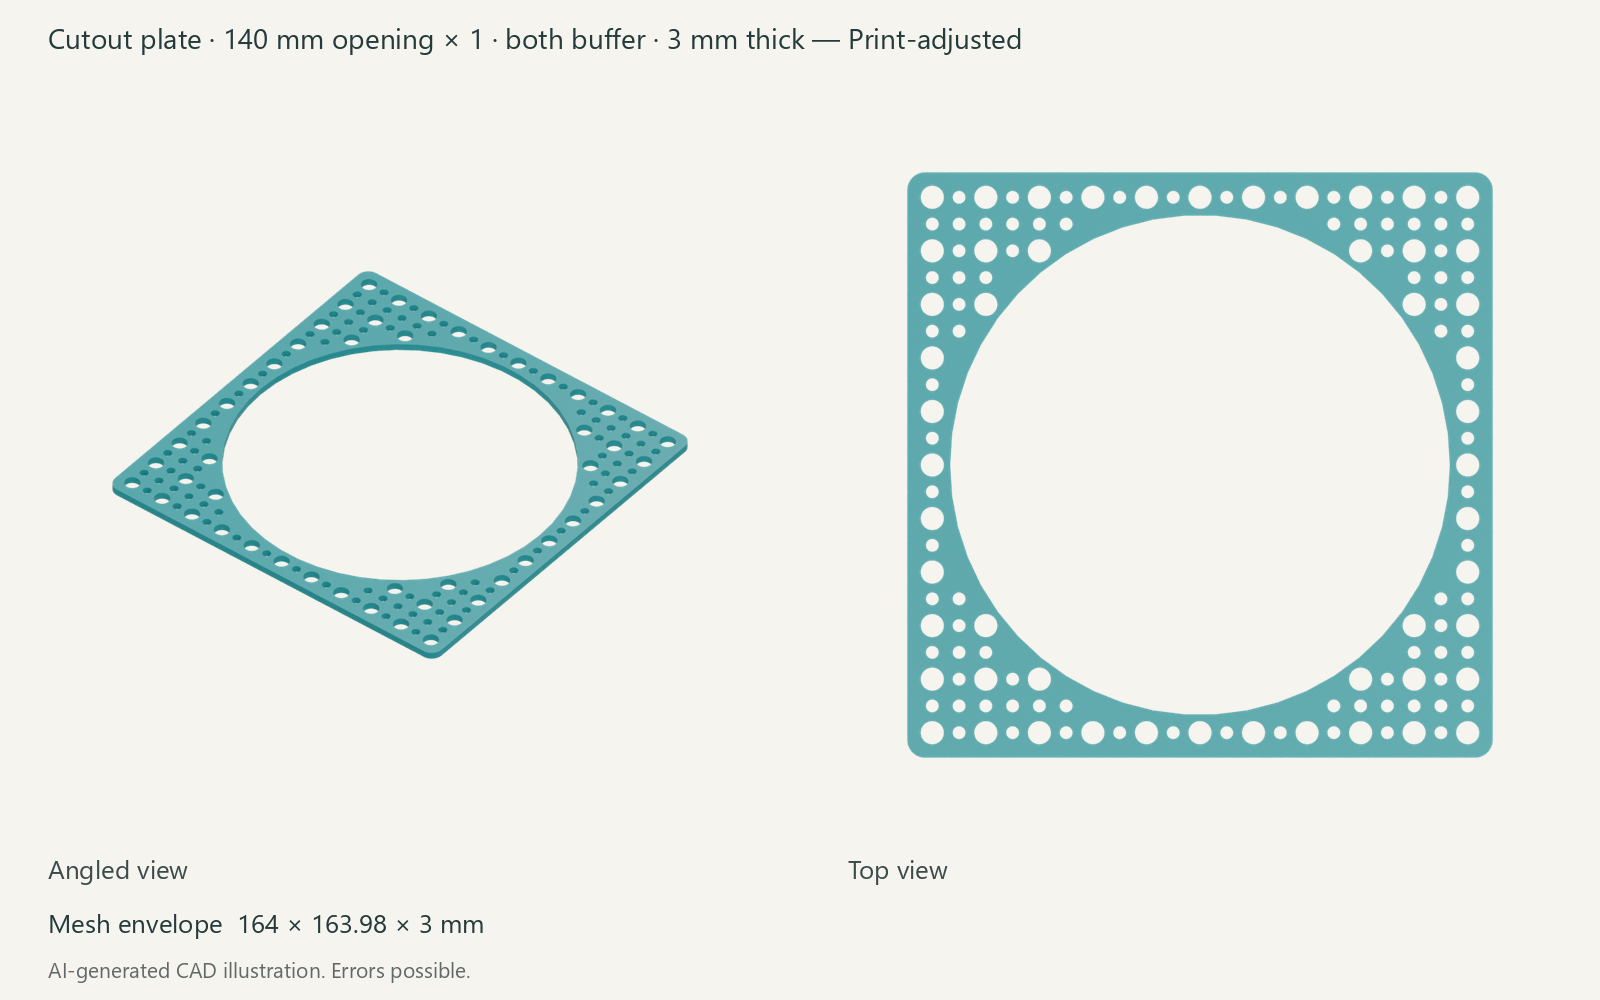 Cutout plate · 140 mm opening × 1 · both buffer · 3 mm thick — Print-adjusted
Angled view
Top view
Mesh envelope 164 × 163.98 × 3 mm
AI-generated CAD illustration. Errors possible.